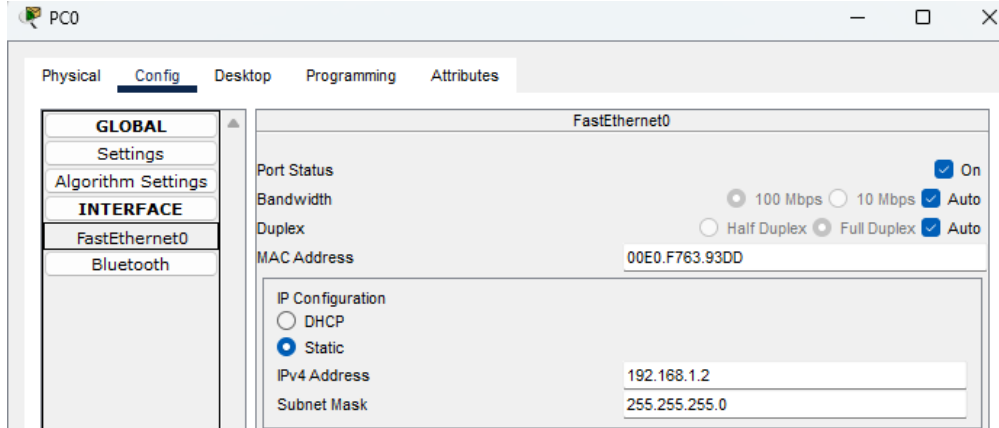 PC0
Physical Config Desktop Programming Attributes
GLOBAL
Settings
Algorithm Settings
INTERFACE
FastEthernet0
Bluetooth
FastEthernet0
Port Status On
Bandwidth 100 Mbps 10 Mbps Auto
Duplex Half Duplex Full Duplex Auto
MAC Address 00E0.F763.93DD
IP Configuration
DHCP
Static
IPv4 Address 192.168.1.2
Subnet Mask 255.255.255.0